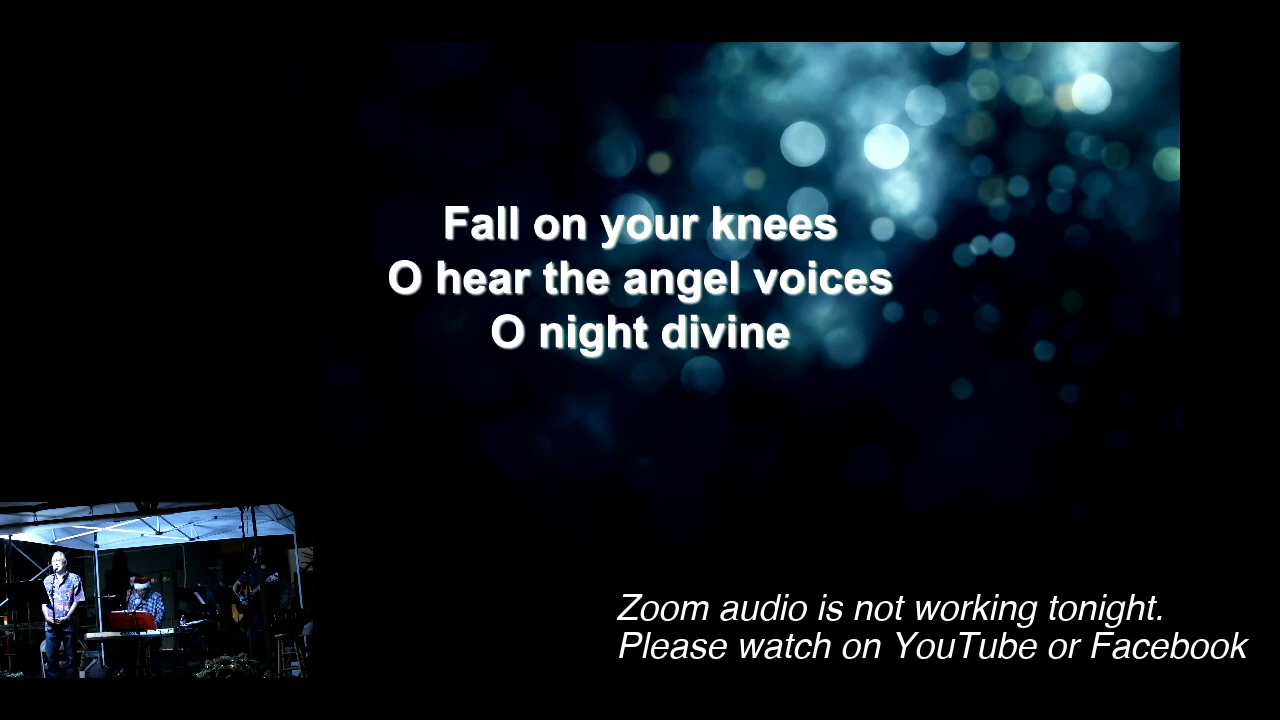 Fall on your knees
O hear the angel voices
O night divine
Zoom audio is not working tonight.
Please watch on YouTube or Facebook